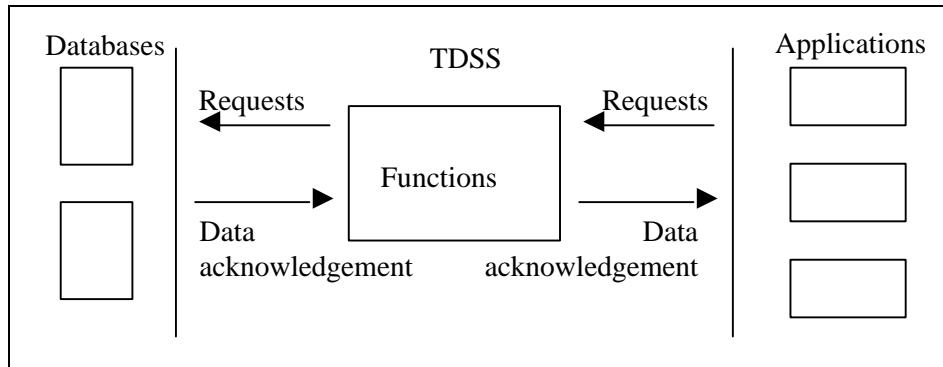 Databases
TDSS
Applications
Requests
Requests
Functions
Data
acknowledgement
Data
acknowledgement